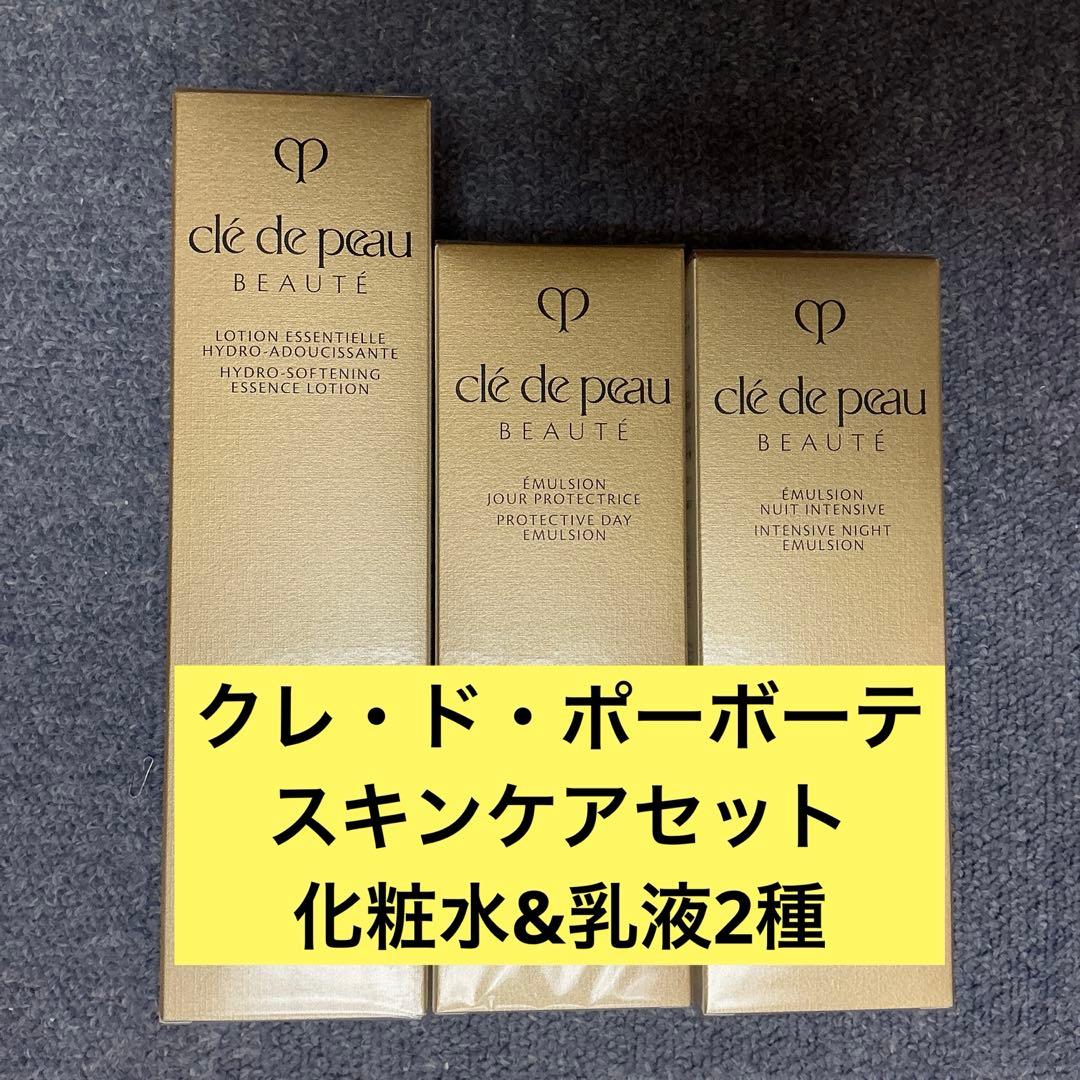 clé de peau
BEAUTÉ
LOTION ESSENTIELLE
HYDRO-ADOUCISSANTE
HYDRO-SOFTENING
ESSENCE LOTION
clé de peau
BEAUTÉ
ÉMULSION
JOUR PROTECTRICE
PROTECTIVE DAY
EMULSION
clé de peau
BEAUTÉ
ÉMULSION
NUIT INTENSIVE
INTENSIVE NIGHT
EMULSION
クレ・ド・ポーボーテ
スキンケアセット
化粧水&乳液2種